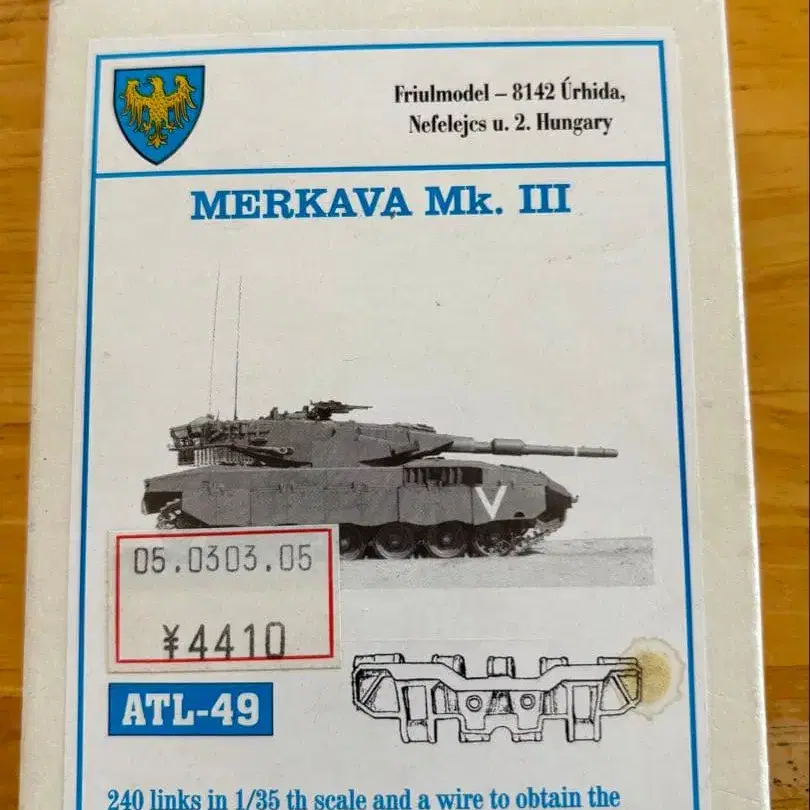 Friulmodel – 8142 Úrhida,
Nefelejcs u. 2. Hungary
MERKAVA Mk. III
V
05.0303.05
¥4410
ATL-49
240 links in 1/35 th scale and a wire to obtain the